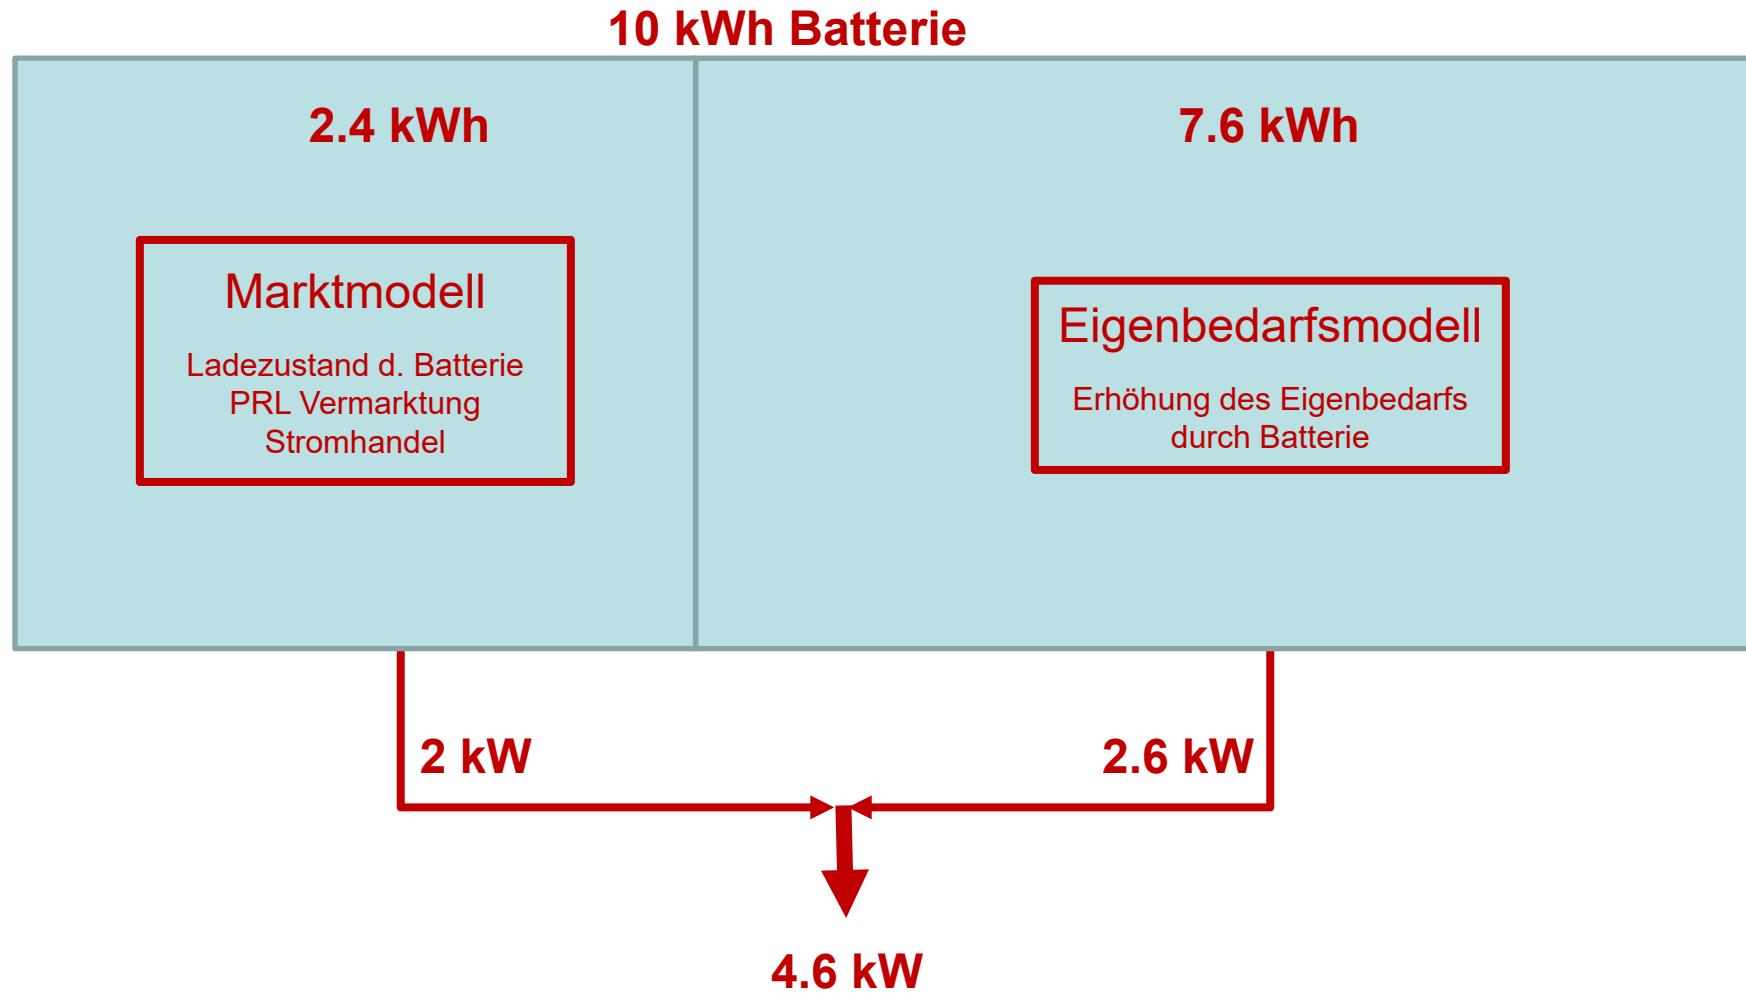 10 kWh Batterie
2.4 kWh
7.6 kWh
Marktmodell
Ladezustand d. Batterie
PRL Vermarktung
Stromhandel
Eigenbedarfsmodell
Erhöhung des Eigenbedarfs
durch Batterie
2 kW
2.6 kW
4.6 kW